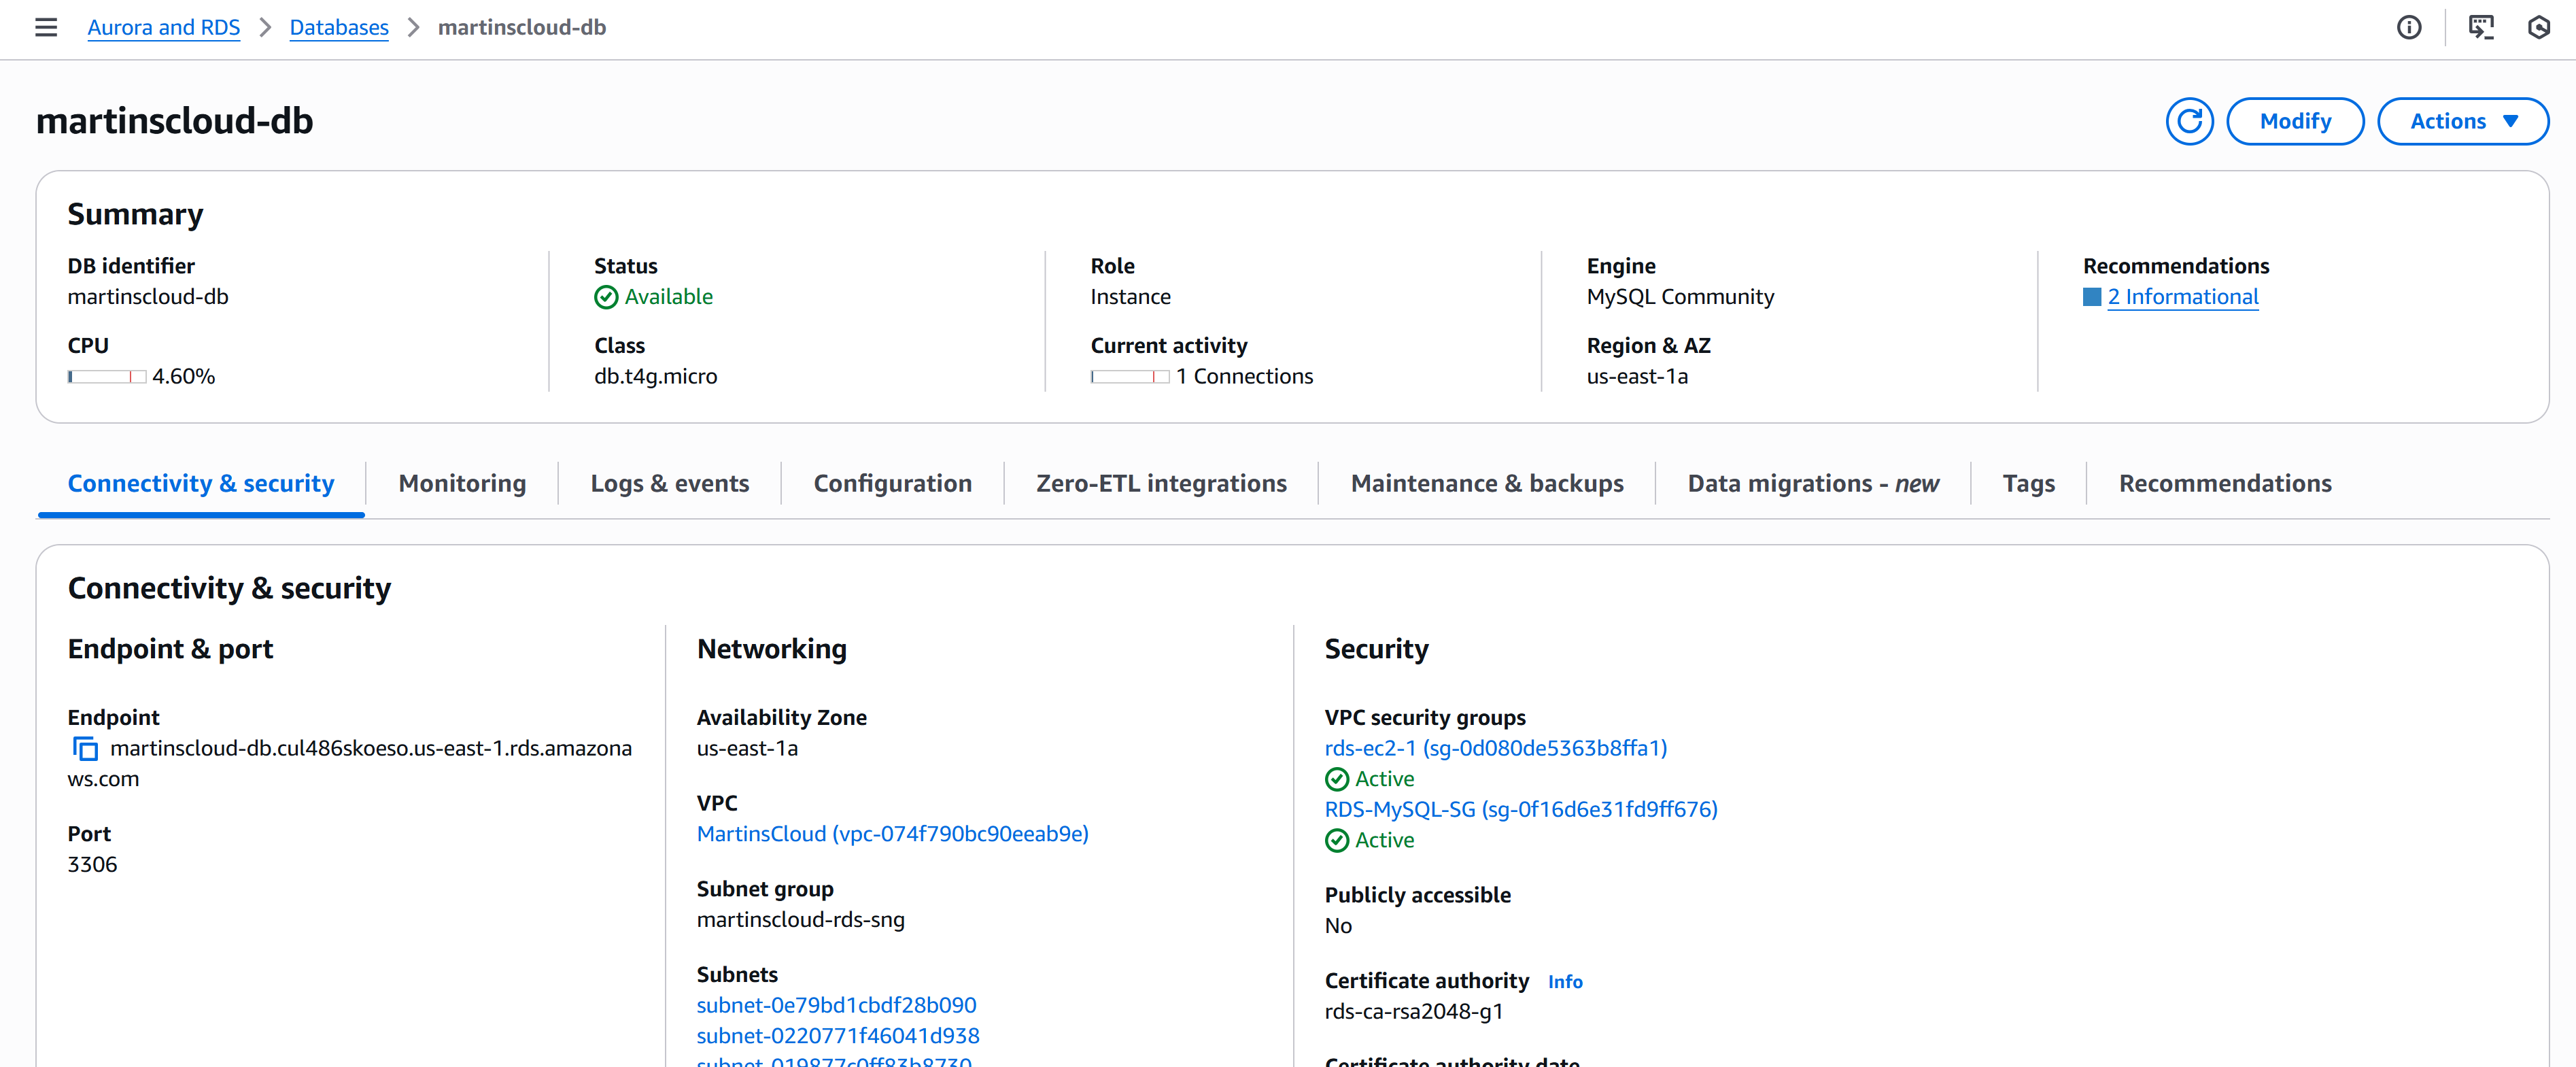 Aurora and RDS > Databases > martinscloud-db
martinscloud-db
Modify
Actions
Summary
DB identifier
martinscloud-db
Status
Available
Role
Instance
Engine
MySQL Community
Recommendations
2 Informational
CPU
4.60%
Class
db.t4g.micro
Current activity
1 Connections
Region & AZ
us-east-1a
Connectivity & security
Monitoring
Logs & events
Configuration
Zero-ETL integrations
Maintenance & backups
Data migrations - new
Tags
Recommendations
Connectivity & security
Endpoint & port
Endpoint
martinscloud-db.cul486skoeso.us-east-1.rds.amazona
ws.com
Port
3306
Networking
Availability Zone
us-east-1a
VPC
MartinsCloud (vpc-074f790bc90eeab9e)
Subnet group
martinscloud-rds-sng
Subnets
subnet-0e79bd1cbdf28b090
subnet-0220771f46041d938
subnet-019877c0ff83b8730
Security
VPC security groups
rds-ec2-1 (sg-0d080de5363b8ffa1)
Active
RDS-MySQL-SG (sg-0f16d6e31fd9ff676)
Active
Publicly accessible
No
Certificate authority Info
rds-ca-rsa2048-g1
Certificate authority date